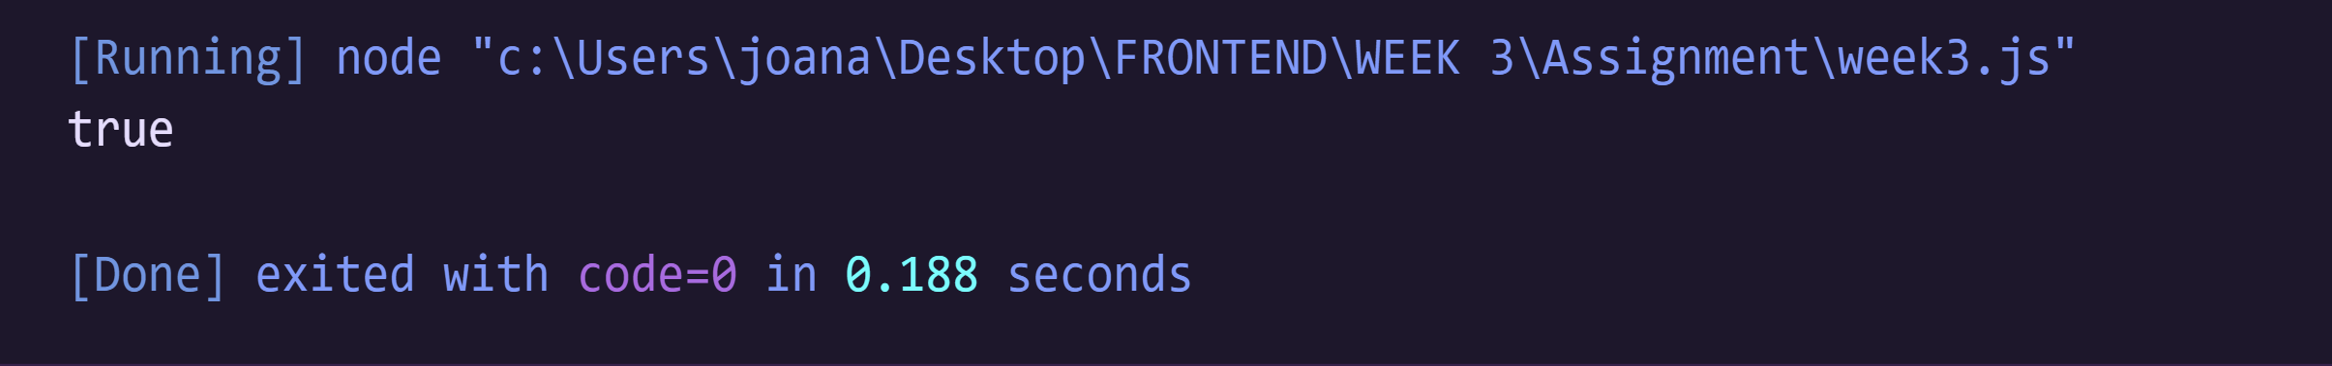 [Running] node "c:\Users\joana\Desktop\FRONTEND\WEEK 3\Assignment\week3.js"
true
[Done] exited with code=0 in 0.188 seconds